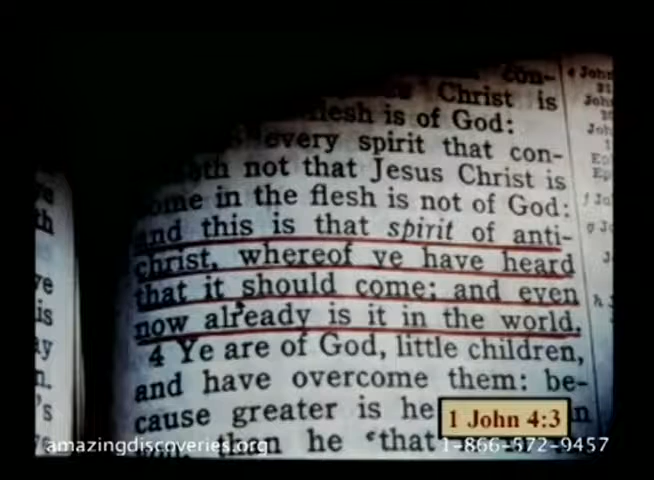 con-
Christ is
flesh is of God:
every spirit that con-
not that Jesus Christ is
come in the flesh is not of God:
and this is that spirit of anti-
christ, whereof ye have heard
that it should come; and even
now already is it in the world.
4 Ye are of God, little children,
and have overcome them: be-
cause greater is he
than he that
1 John 4:3
amazingdiscoveries.org
1-866-572-9457